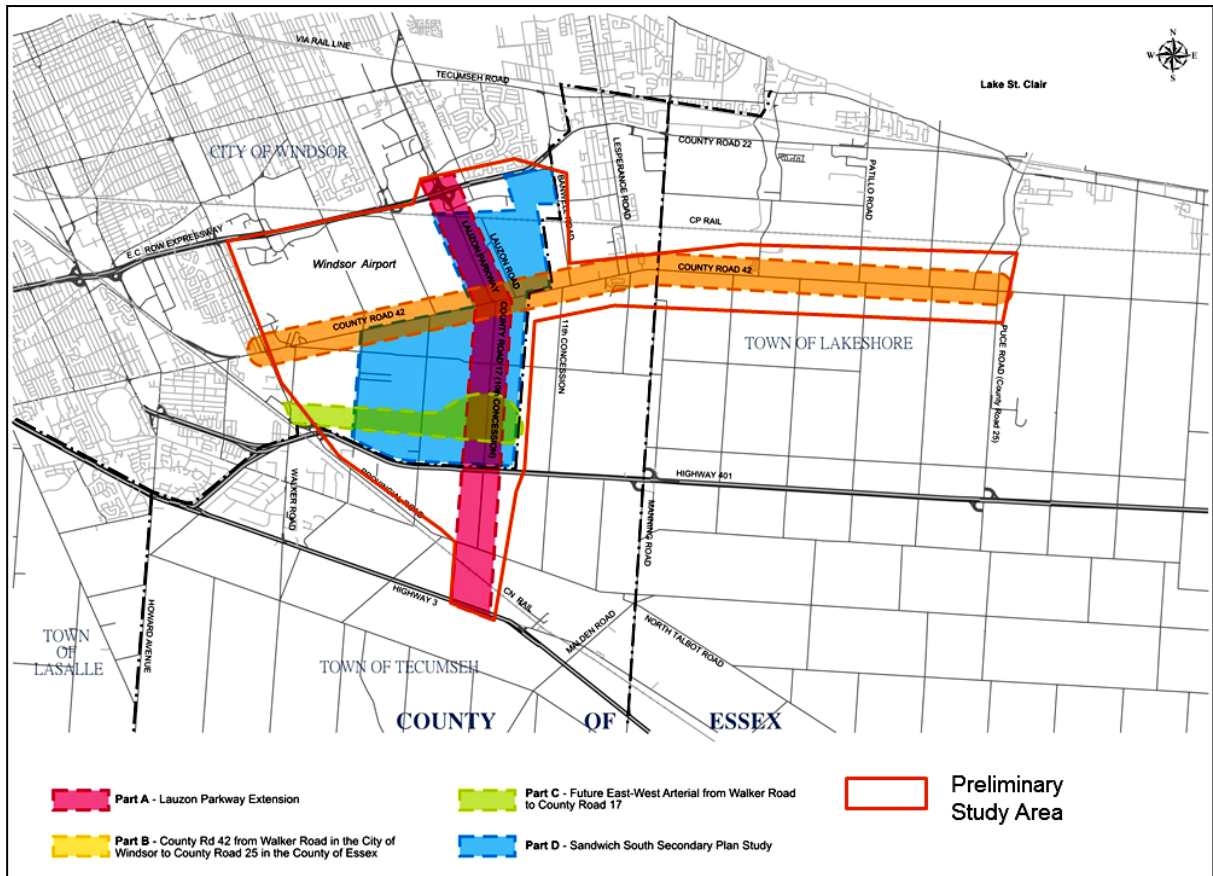 VIA RAIL LINE
N
W E
S
TECUMSEH ROAD
Lake St. Clair
CITY OF WINDSOR
COUNTY ROAD 22
LESPERANCE ROAD
PATILLO ROAD
BANWELL ROAD
CP RAIL
E.C. ROW EXPRESSWAY
LAUZON PARKWAY
LAUZON ROAD
Windsor Airport
COUNTY ROAD 42
COUNTY ROAD 42
COUNTY ROAD 17 (10th CONCESSION)
11th CONCESSION
TOWN OF LAKESHORE
PUCE ROAD (County Road 25)
HIGHWAY 401
WALKER ROAD
PROVINCIAL ROAD
MANNING ROAD
HIGHWAY 3
CN RAIL
MALDEN ROAD
NORTH TALBOT ROAD
HOWARD AVENUE
TOWN
OF
LASALLE
TOWN OF TECUMSEH
COUNTY OF ESSEX
Part A - Lauzon Parkway Extension
Part B - County Rd 42 from Walker Road in the City of
Windsor to County Road 25 in the County of Essex
Part C - Future East-West Arterial from Walker Road
to County Road 17
Part D - Sandwich South Secondary Plan Study
Preliminary
Study Area